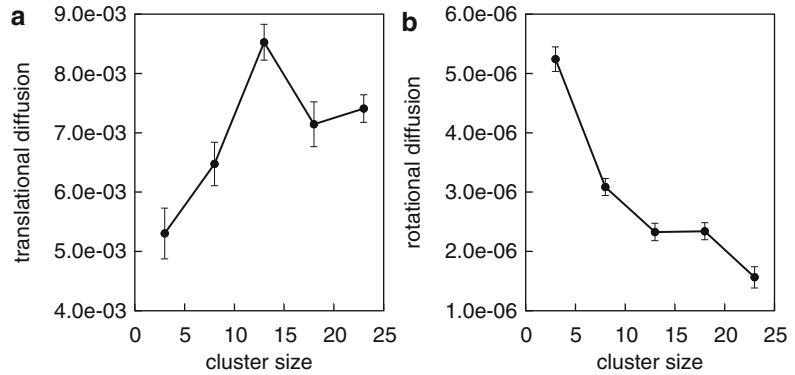 a
9.0e-03
8.0e-03
7.0e-03
6.0e-03
5.0e-03
4.0e-03
translational diffusion
0 5 10 15 20 25
cluster size
b
6.0e-06
5.0e-06
4.0e-06
3.0e-06
2.0e-06
1.0e-06
rotational diffusion
0 5 10 15 20 25
cluster size